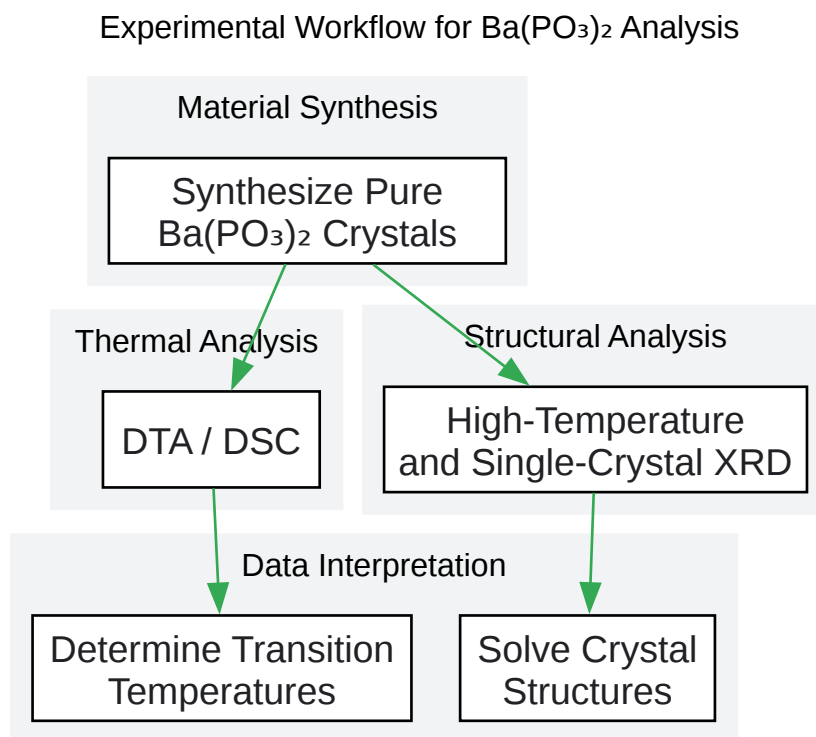 Experimental Workflow for Ba(PO₃)₂ Analysis
Material Synthesis
Synthesize Pure
Ba(PO₃)₂ Crystals
Thermal Analysis
DTA / DSC
Structural Analysis
High-Temperature
and Single-Crystal XRD
Data Interpretation
Determine Transition
Temperatures
Solve Crystal
Structures